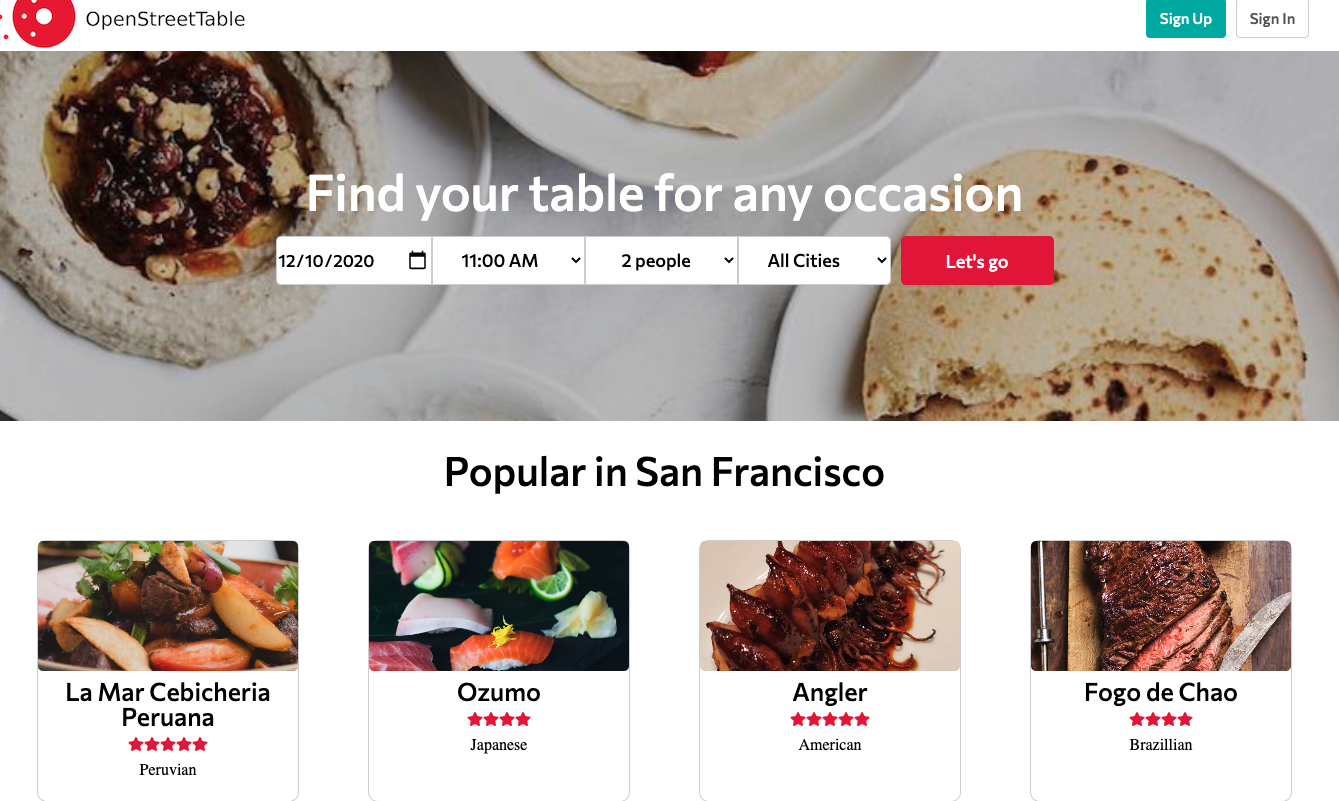 OpenStreetTable
Sign Up
Sign In
Find your table for any occasion
12/10/2020
11:00 AM
2 people
All Cities
Let's go
Popular in San Francisco
La Mar Cebicheria
Peruana
Peruvian
Ozumo
Japanese
Angler
American
Fogo de Chao
Brazillian